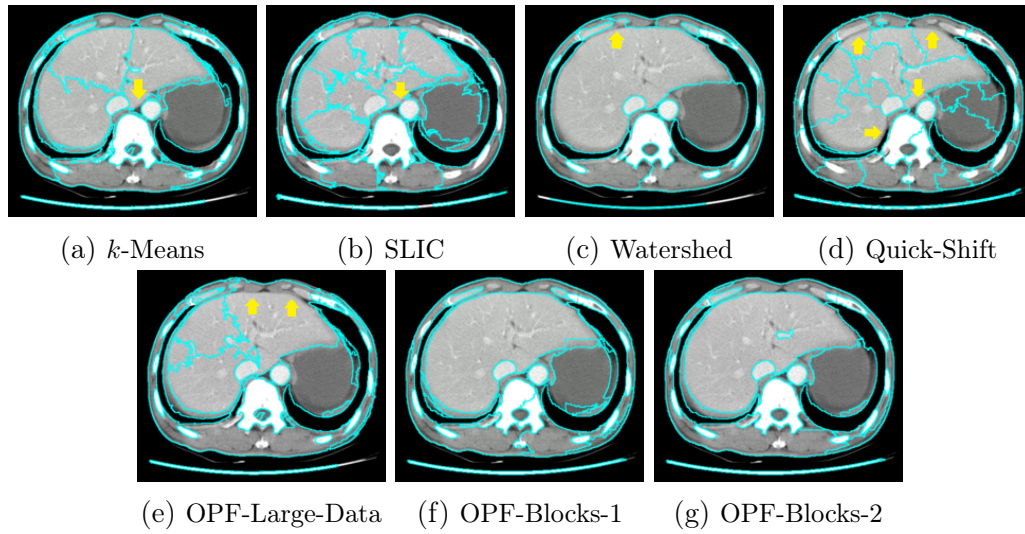 (a) k-Means
(b) SLIC
(c) Watershed
(d) Quick-Shift
(e) OPF-Large-Data
(f) OPF-Blocks-1
(g) OPF-Blocks-2